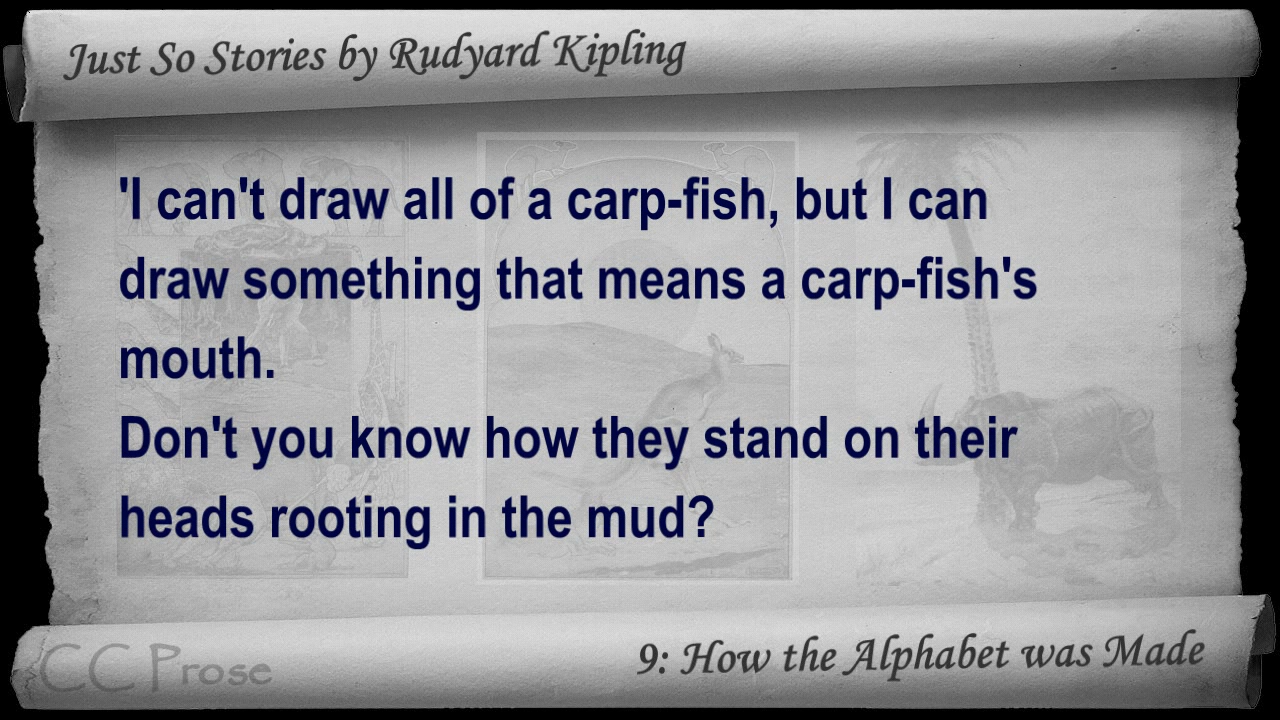 Just So Stories by Rudyard Kipling
'I can't draw all of a carp-fish, but I can
draw something that means a carp-fish's
mouth.
Don't you know how they stand on their
heads rooting in the mud?
CC Prose
9: How the Alphabet was Made